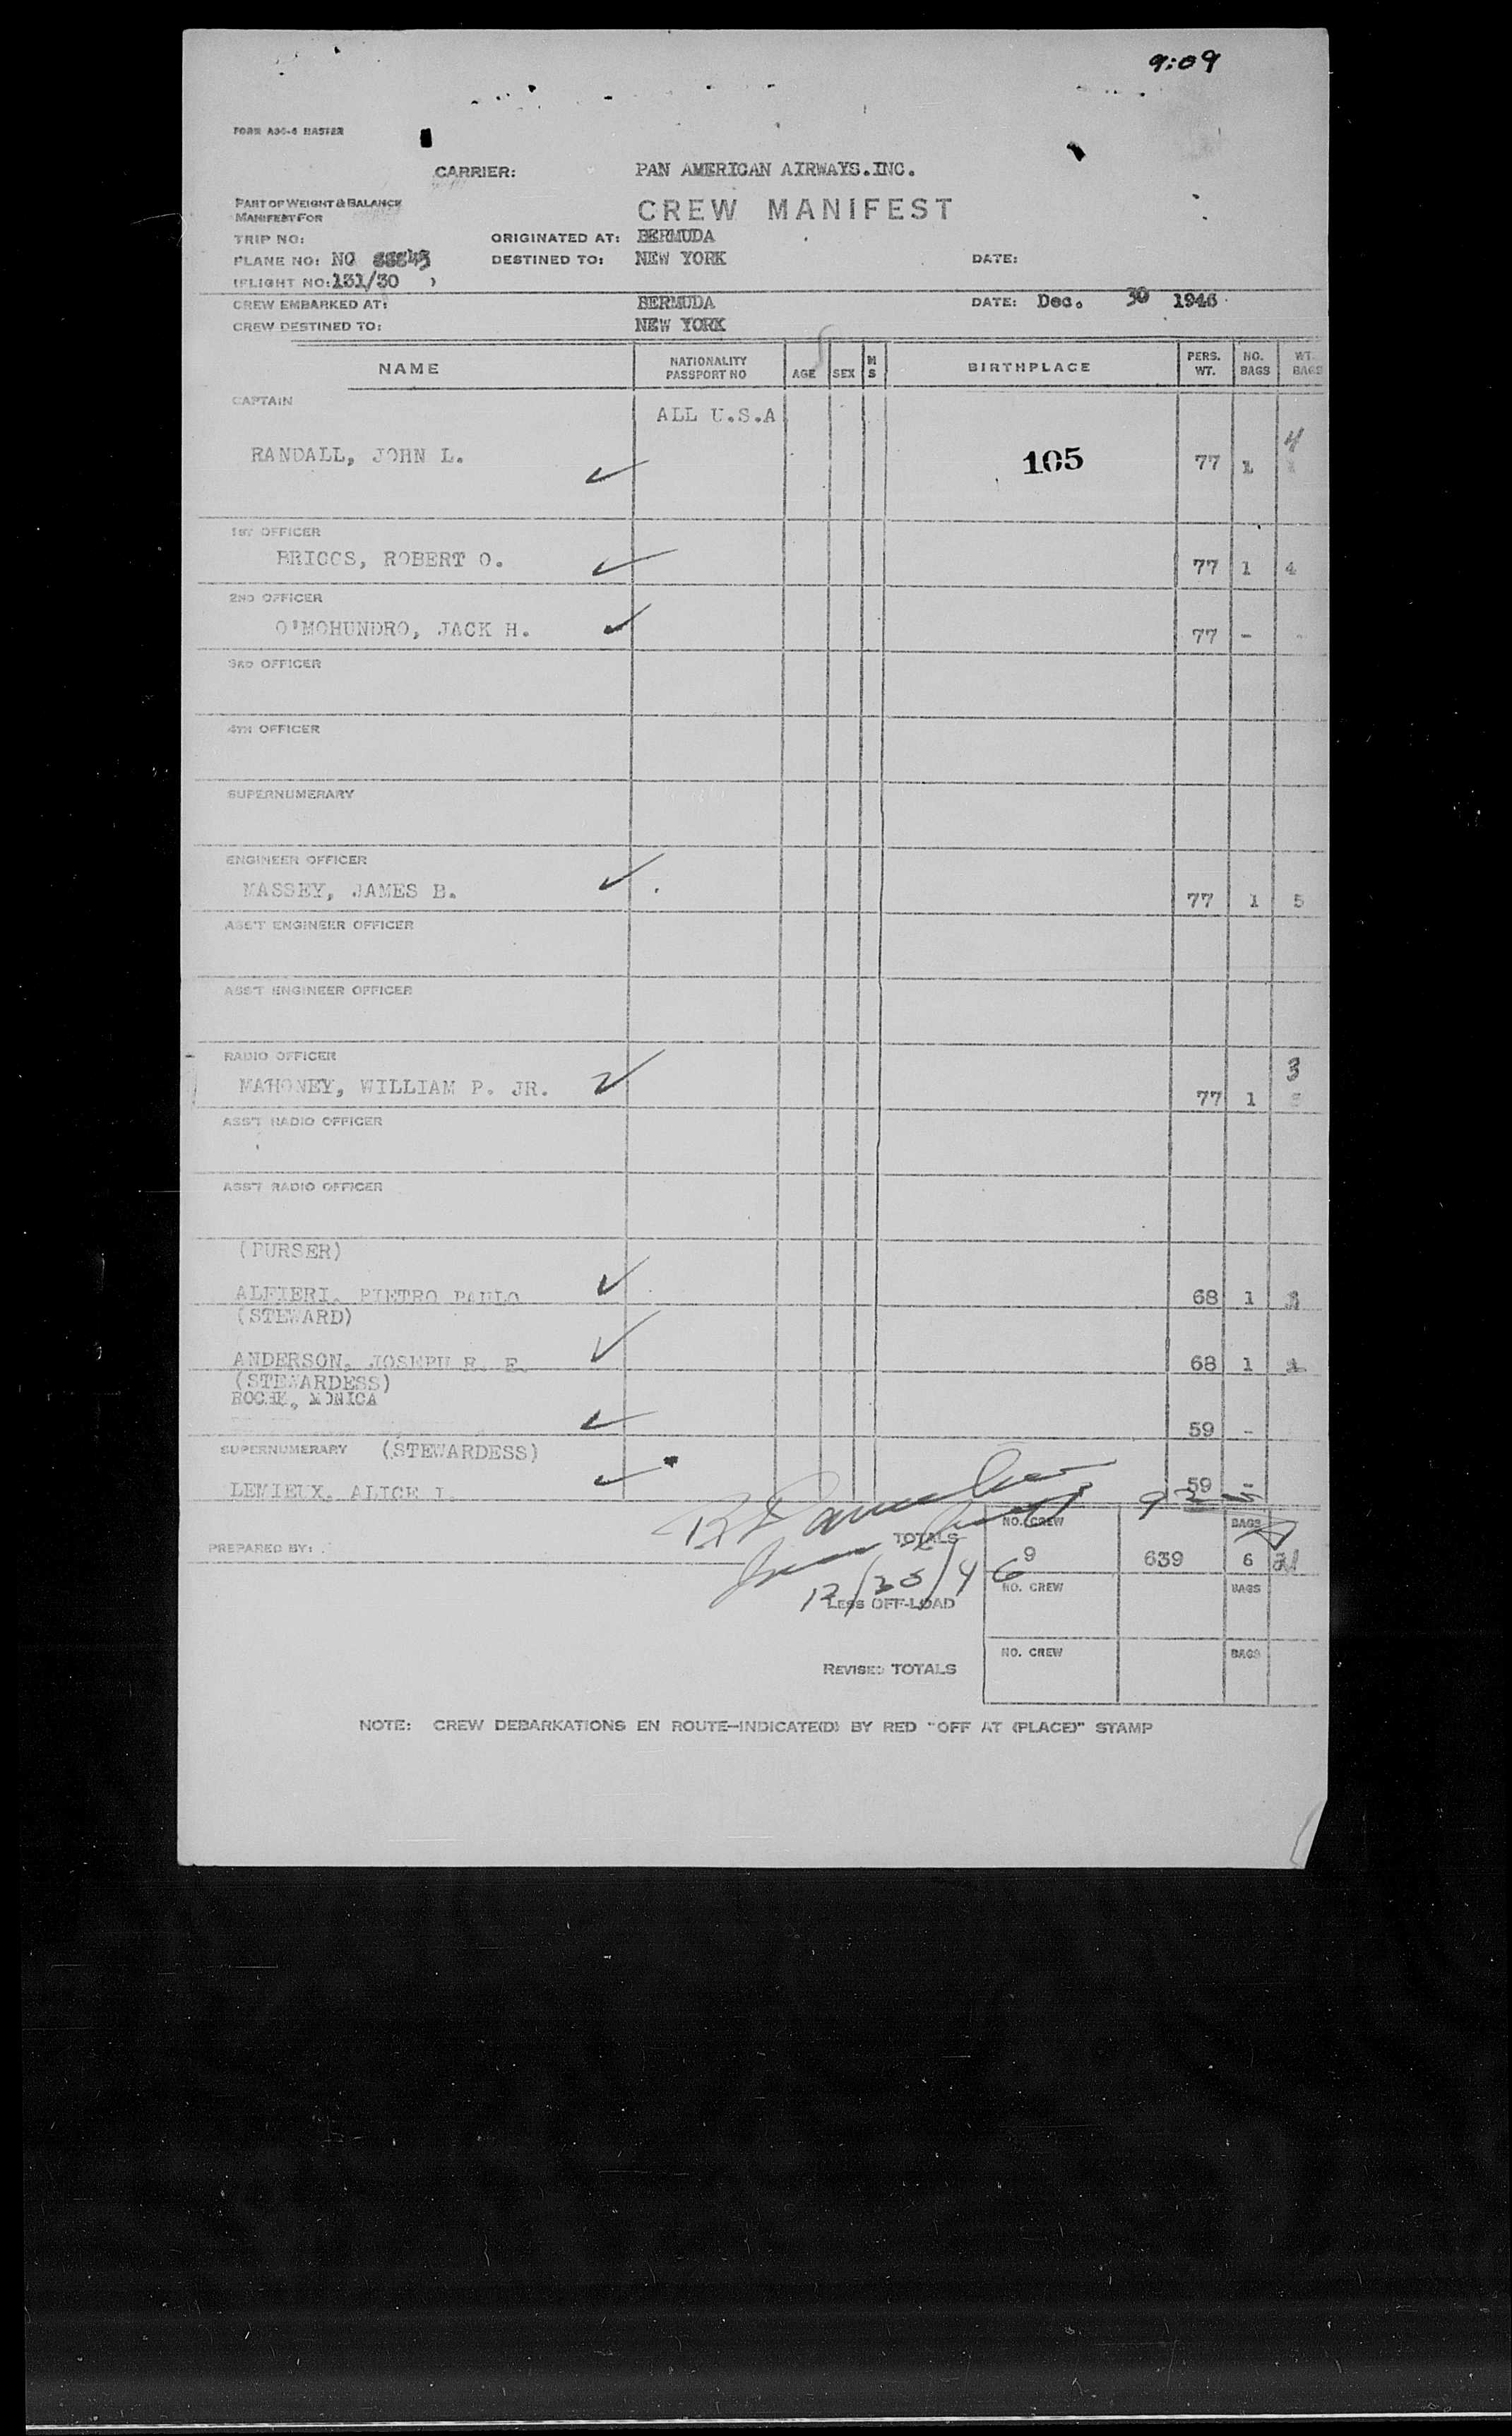 9:09
FORM A36-6 MASTER
CARRIER: PAN AMERICAN AIRWAYS.INC.
PART OF WEIGHT & BALANCE
MANIFEST FOR
CREW MANIFEST
TRIP NO: ORIGINATED AT: BERMUDA
PLANE NO: NC DESTINED TO: NEW YORK DATE:
(FLIGHT NO:131/30 )
CREW EMBARKED AT: BERMUDA DATE: Dec. 30 1946
CREW DESTINED TO: NEW YORK
NAME NATIONALITY PASSPORT NO AGE SEX M S BIRTHPLACE PERS. WT. NO. BAGS WT. BAGS
CAPTAIN
ALL U.S.A
RANDALL, JOHN L. 105 77 1 4
1ST OFFICER
BRIGGS, ROBERT O. 77 1 4
2ND OFFICER
O'MOHUNDRO, JACK H. 77 - -
3RD OFFICER
4TH OFFICER
SUPERNUMERARY
ENGINEER OFFICER
MASSEY, JAMES B. 77 1 5
ASS'T ENGINEER OFFICER
ASS'T ENGINEER OFFICER
RADIO OFFICER
MAHONEY, WILLIAM P. JR. 77 1 3
ASS'T RADIO OFFICER
ASS'T RADIO OFFICER
(PURSER)
ALFIERI, PIETRO PAULO 68 1
(STEWARD)
ANDERSON, JOSEPH R. E. 68 1
(STEWARDESS)
ROCHE, MONICA
59 -
SUPERNUMERARY (STEWARDESS)
LEMIEUX, ALICE I. 59 -
PREPARED BY:
TOTALS NO. CREW 9 639 BAGS 6
12/30/46
LESS OFF-LOAD NO. CREW BAGS
REVISED TOTALS NO. CREW BAGS
NOTE: CREW DEBARKATIONS EN ROUTE—INDICATE(D) BY RED "OFF AT (PLACE)" STAMP